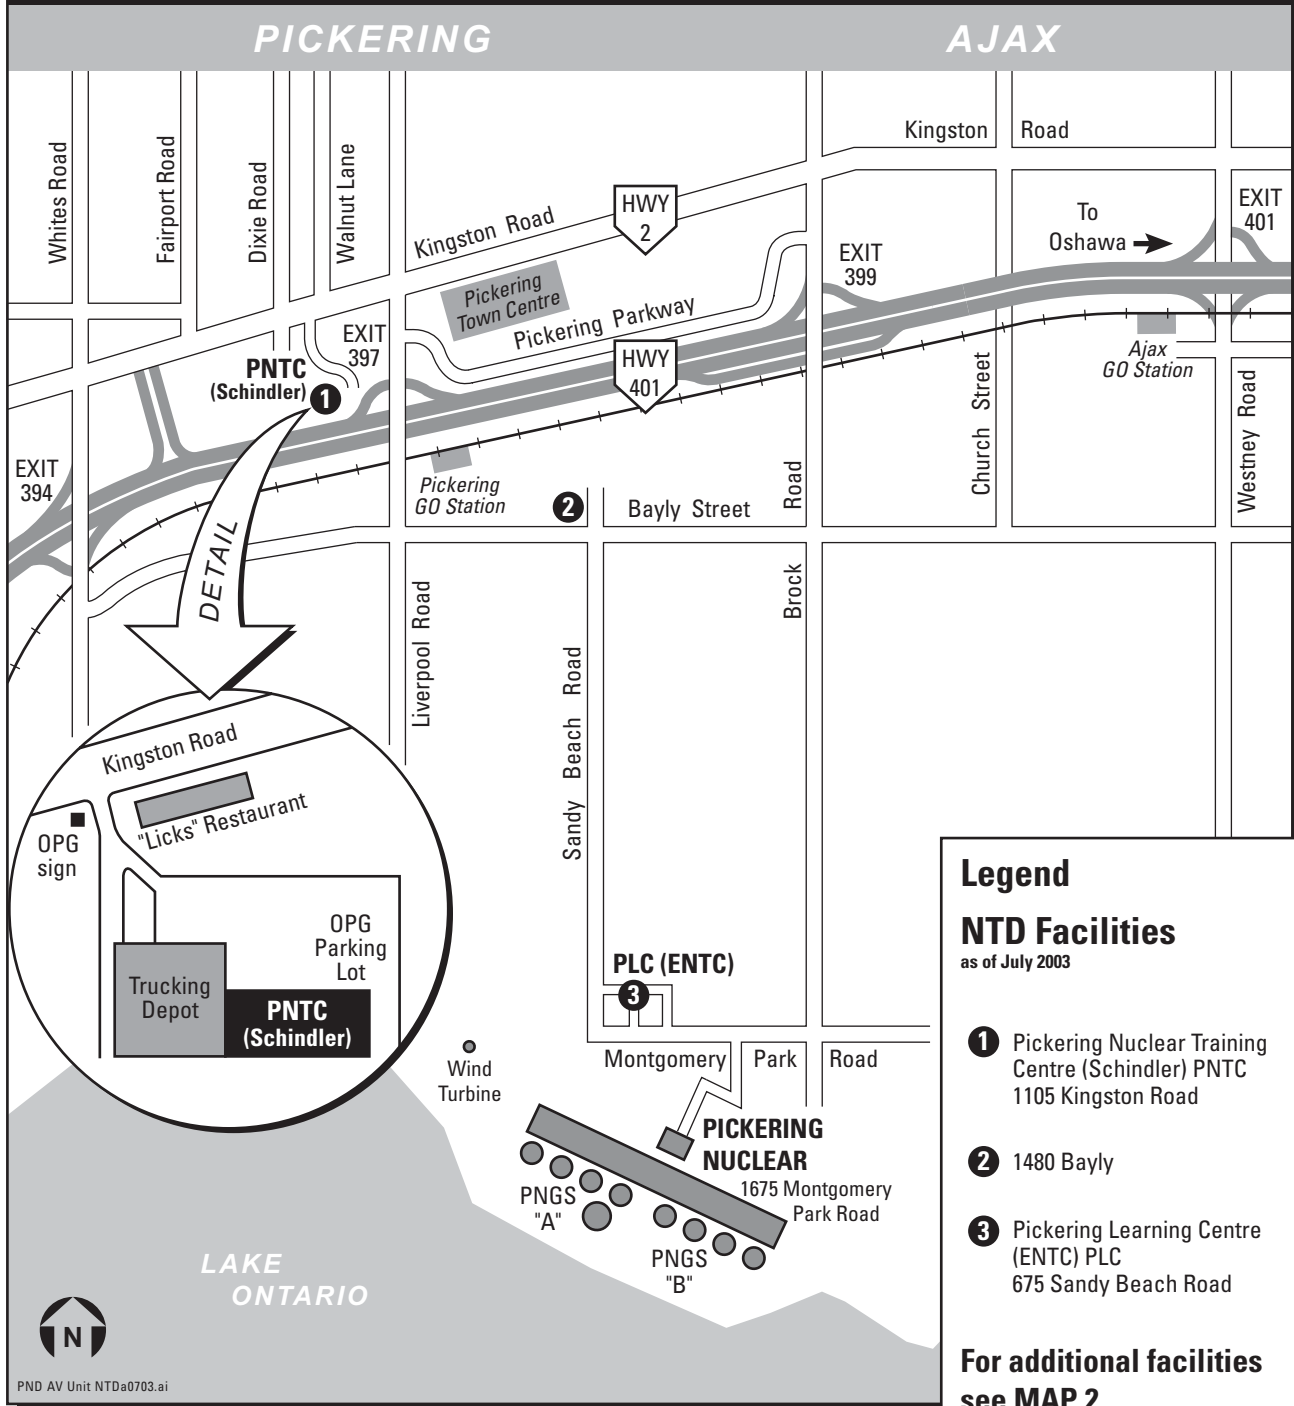 PICKERING
AJAX
Whites Road
Fairport Road
Dixie Road
Walnut Lane
Kingston Road
HWY
2
Kingston Road
To
Oshawa
EXIT
401
EXIT
399
Pickering
Town Centre
Pickering Parkway
EXIT
397
HWY
401
PNTC
(Schindler)
1
Ajax
GO Station
EXIT
394
Pickering
GO Station
2
Bayly Street
Brock Road
Church Street
Westney Road
DETAIL
Liverpool Road
Sandy Beach Road
Kingston Road
"Licks" Restaurant
OPG
sign
OPG
Parking
Lot
Trucking
Depot
PNTC
(Schindler)
PLC (ENTC)
3
Montgomery Park Road
Wind
Turbine
PICKERING
NUCLEAR
1675 Montgomery
Park Road
PNGS
"A"
PNGS
"B"
LAKE
ONTARIO
N
PND AV Unit NTDa0703.ai
Legend
NTD Facilities
as of July 2003
1 Pickering Nuclear Training
Centre (Schindler) PNTC
1105 Kingston Road
2 1480 Bayly
3 Pickering Learning Centre
(ENTC) PLC
675 Sandy Beach Road
For additional facilities
see MAP 2